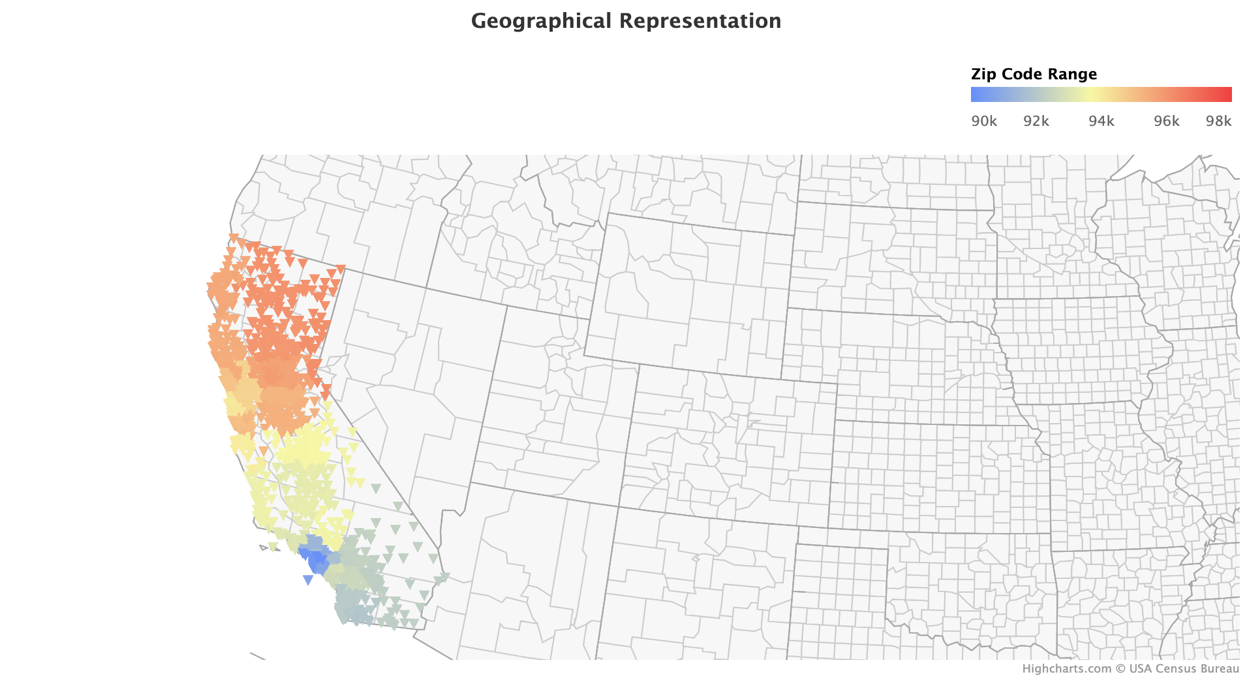 Geographical Representation
Zip Code Range
90k 92k 94k 96k 98k
Highcharts.com © USA Census Bureau